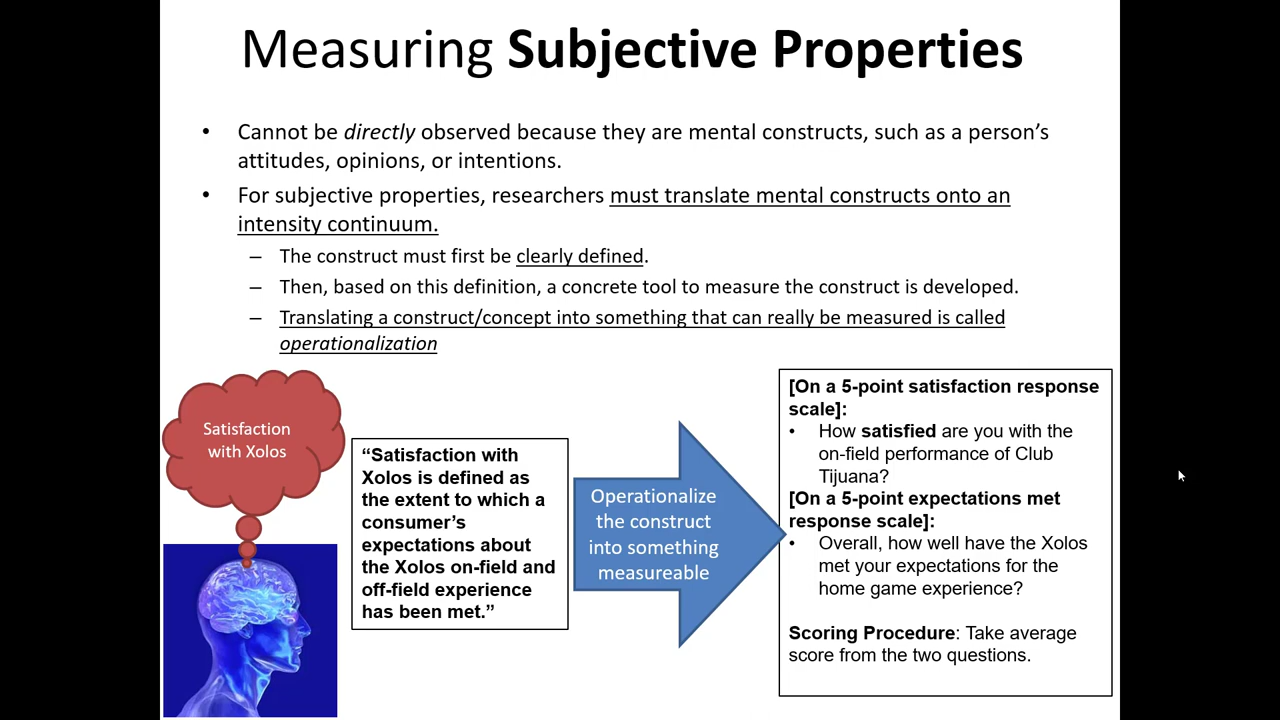 Measuring Subjective Properties
• Cannot be directly observed because they are mental constructs, such as a person’s
attitudes, opinions, or intentions.
• For subjective properties, researchers must translate mental constructs onto an
intensity continuum.
– The construct must first be clearly defined.
– Then, based on this definition, a concrete tool to measure the construct is developed.
– Translating a construct/concept into something that can really be measured is called
operationalization
Satisfaction
with Xolos
“Satisfaction with
Xolos is defined as
the extent to which a
consumer’s
expectations about
the Xolos on-field and
off-field experience
has been met.”
Operationalize
the construct
into something
measureable
[On a 5-point satisfaction response
scale]:
• How satisfied are you with the
on-field performance of Club
Tijuana?
[On a 5-point expectations met
response scale]:
• Overall, how well have the Xolos
met your expectations for the
home game experience?
Scoring Procedure: Take average
score from the two questions.